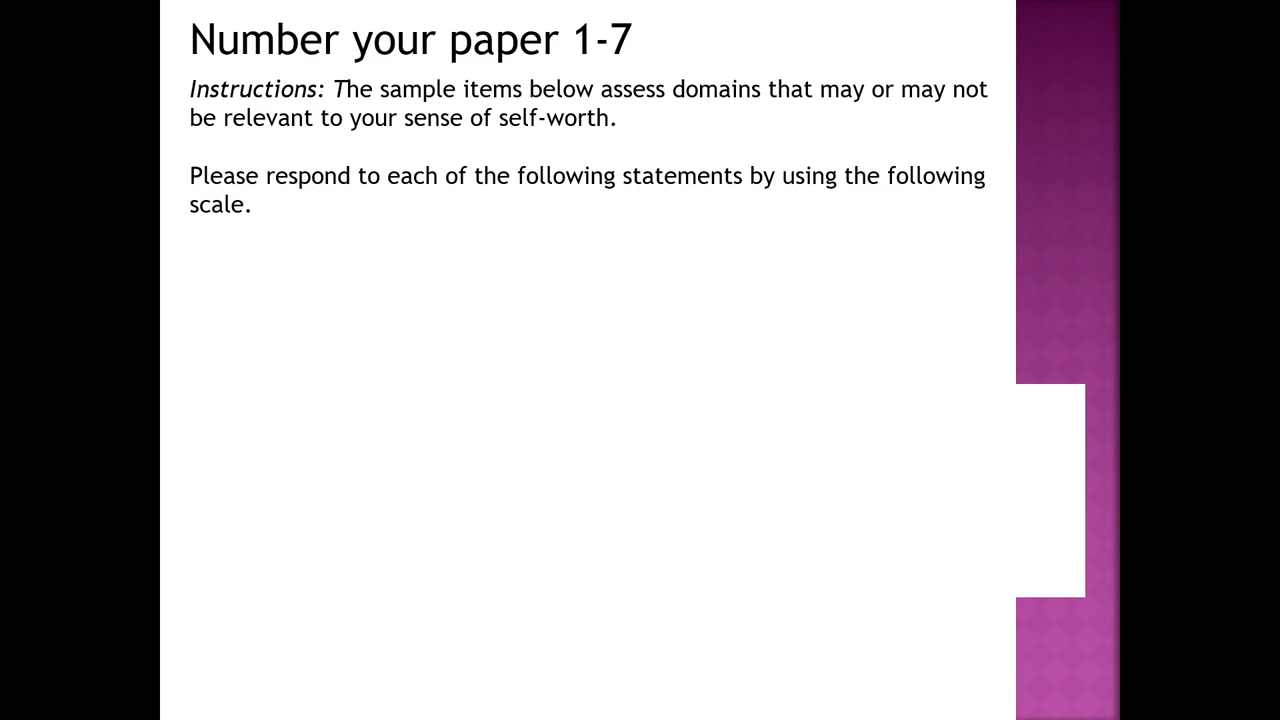 Number your paper 1-7
Instructions: The sample items below assess domains that may or may not
be relevant to your sense of self-worth.
Please respond to each of the following statements by using the following
scale.